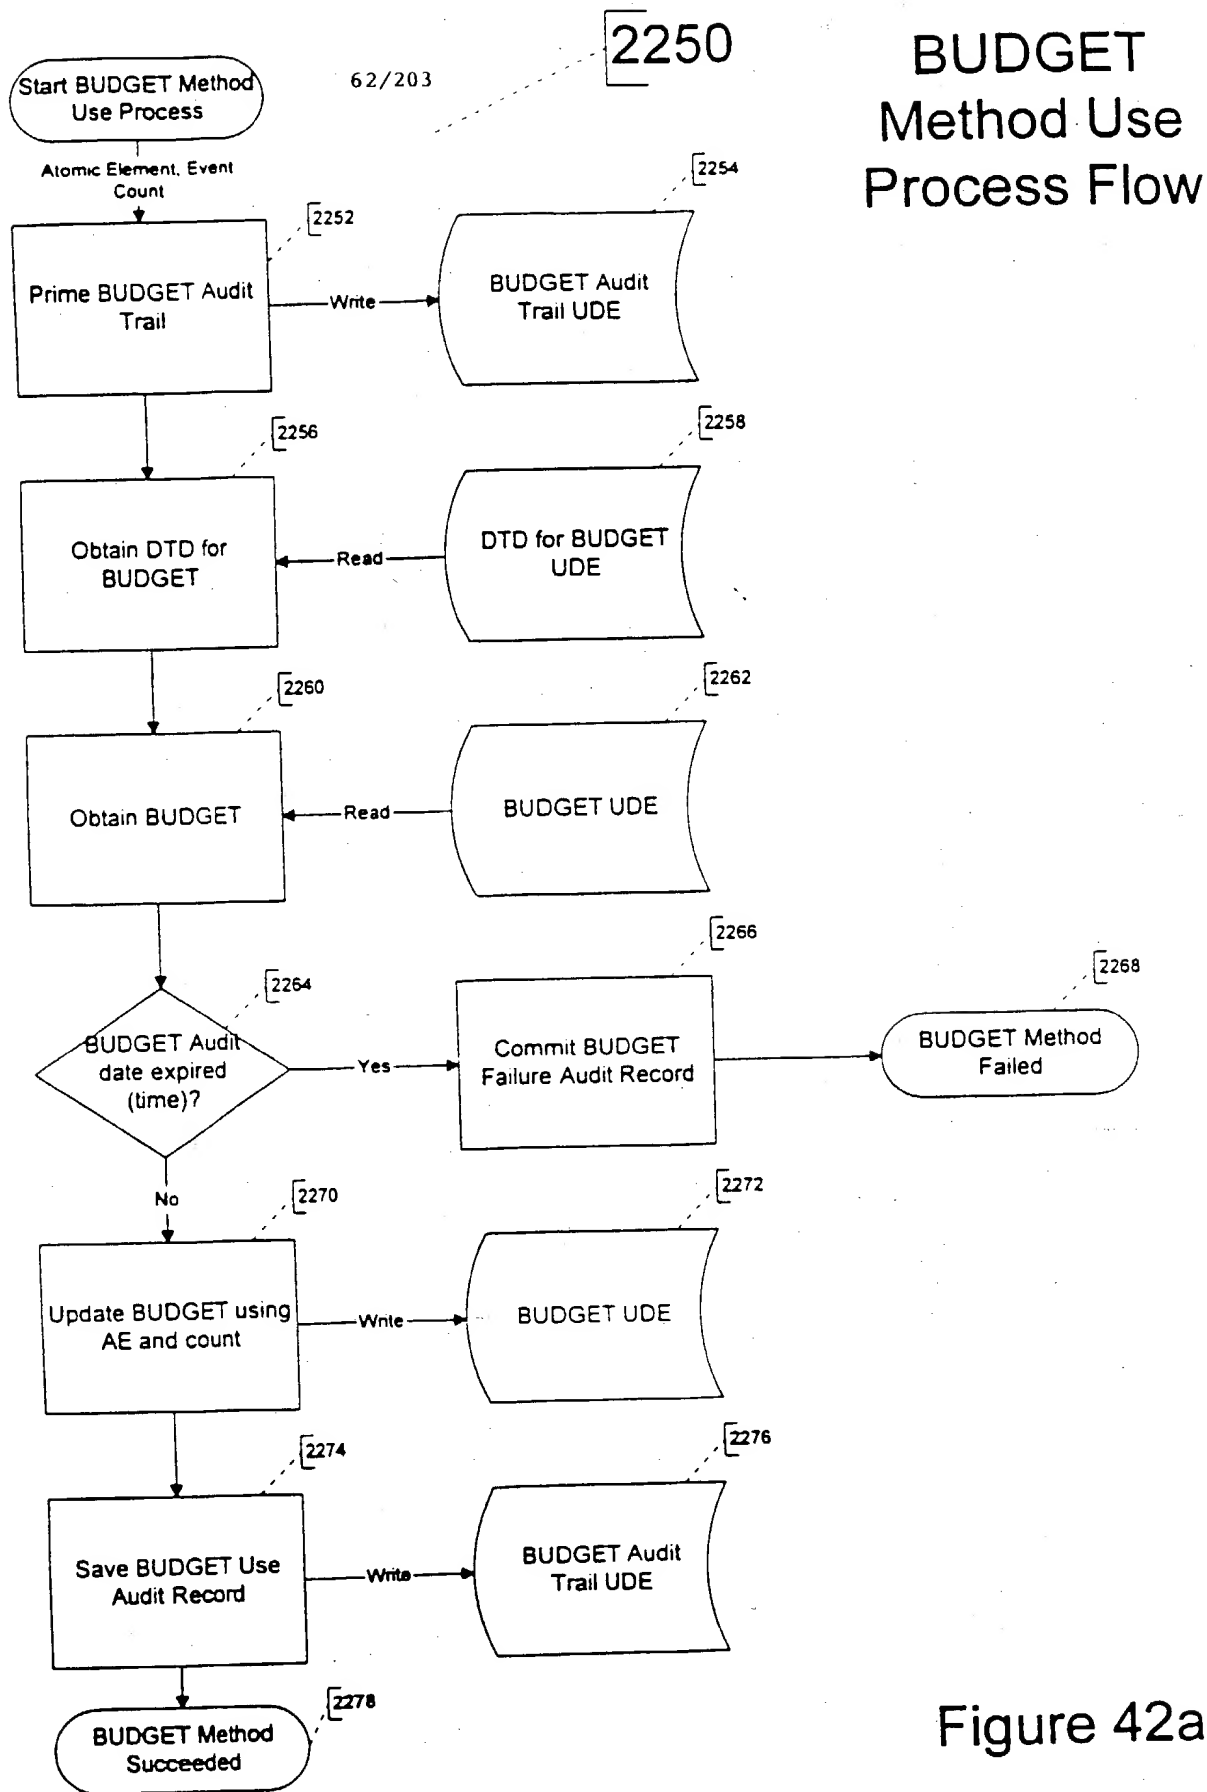 2250
BUDGET
Method Use
Process Flow
62/203
Start BUDGET Method
Use Process
Atomic Element, Event
Count
2252
2254
Prime BUDGET Audit
Trail
Write
BUDGET Audit
Trail UDE
2256
2258
Obtain DTD for
BUDGET
Read
DTD for BUDGET
UDE
2260
2262
Obtain BUDGET
Read
BUDGET UDE
2264
2266
2268
BUDGET Audit
date expired
(time)?
Yes
Commit BUDGET
Failure Audit Record
BUDGET Method
Failed
No
2270
2272
Update BUDGET using
AE and count
Write
BUDGET UDE
2274
2276
Save BUDGET Use
Audit Record
Write
BUDGET Audit
Trail UDE
2278
BUDGET Method
Succeeded
Figure 42a